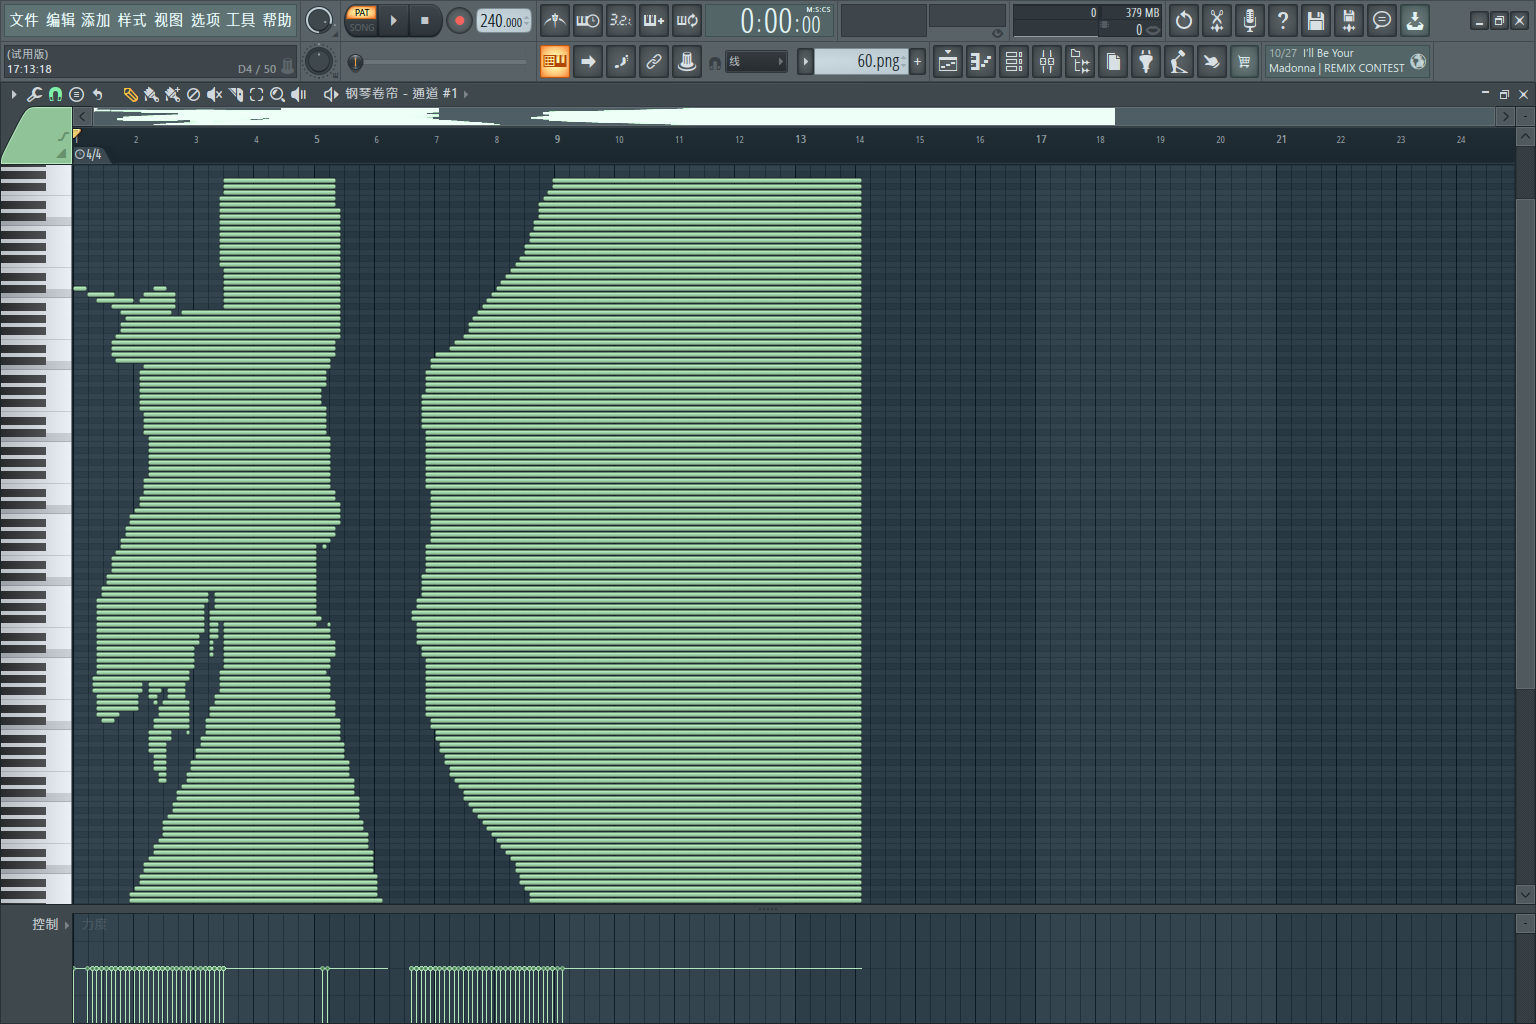 文件 编辑 添加 样式 视图 选项 工具 帮助
PAT
SONG
240.000
3.2.
0:00:00
M:S:CS
0
379 MB
0
(试用版)
17:13:18
D4 / 50
线
60.png
10/27 I'll Be Your
Madonna | REMIX CONTEST
钢琴卷帘 - 通道 #1
1 2 3 4 5 6 7 8 9 10 11 12 13 14 15 16 17 18 19 20 21 22 23 24
4/4
控制
力度